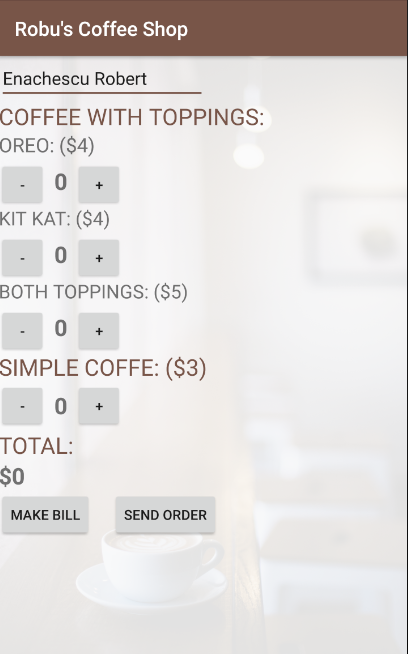 Robu's Coffee Shop
Enachescu Robert
COFFEE WITH TOPPINGS:
OREO: ($4)
- 0 +
KIT KAT: ($4)
- 0 +
BOTH TOPPINGS: ($5)
- 0 +
SIMPLE COFFE: ($3)
- 0 +
TOTAL:
$0
MAKE BILL SEND ORDER